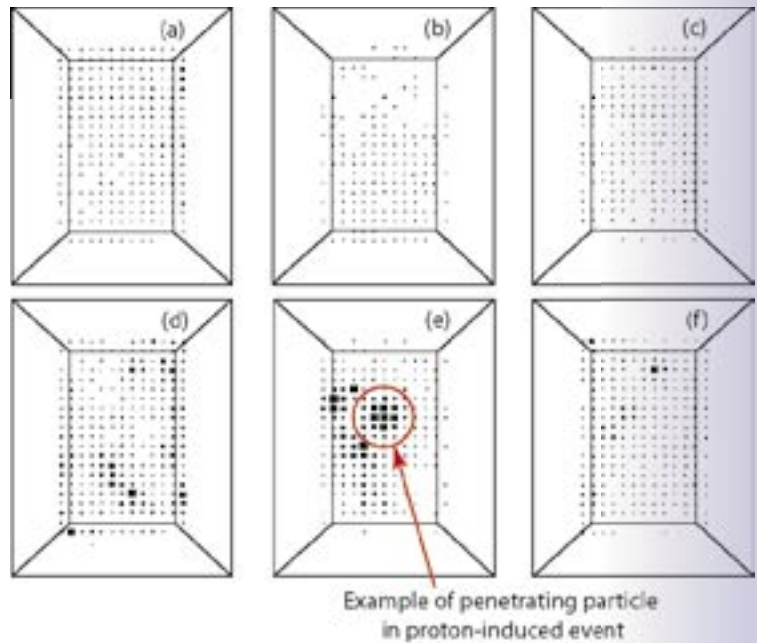 (a)
(b)
(c)
(d)
(e)
(f)
Example of penetrating particle
in proton-induced event